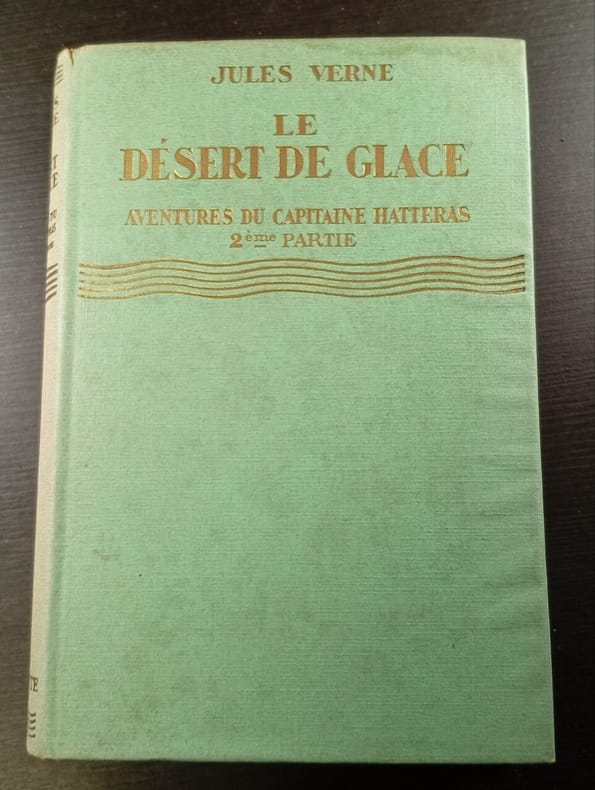 JULES VERNE
LE
DÉSERT DE GLACE
AVENTURES DU CAPITAINE HATTERAS
2ème PARTIE